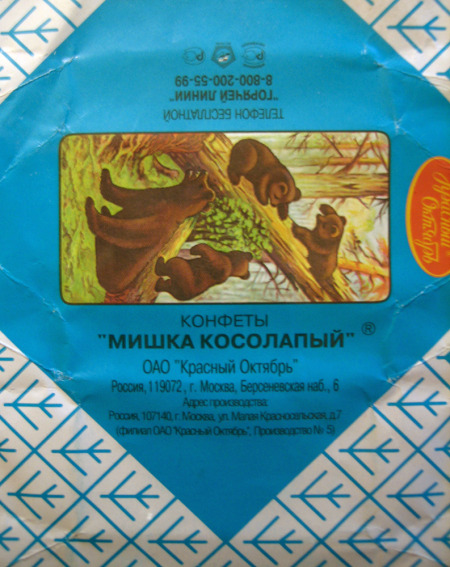 ТЕЛЕФОН БЕСПЛАТНОЙ
"ГОРЯЧЕЙ ЛИНИИ"
8-800-200-55-99
Красный
Октябрь
КОНФЕТЫ
"МИШКА КОСОЛАПЫЙ" ®
ОАО "Красный Октябрь"
Россия, 119072, г. Москва, Берсеневская наб., 6
Адрес производства:
Россия, 107140, г. Москва, ул. Малая Красносельская, д.7
(филиал ОАО "Красный Октябрь", Производство № 5)